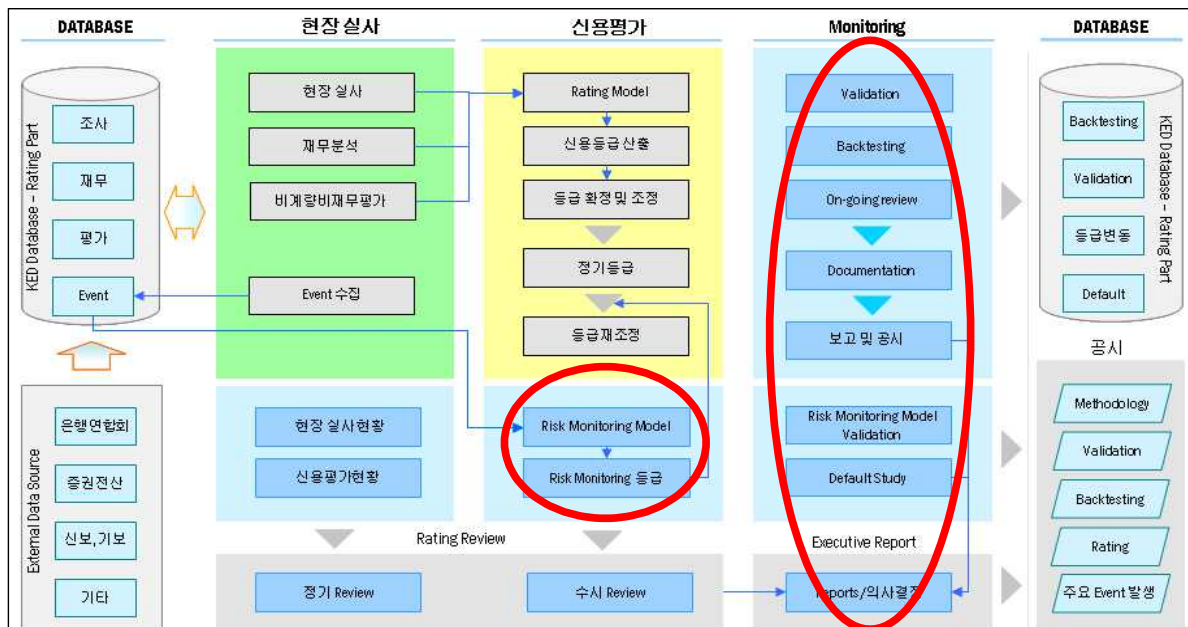 DATABASE
KED Database – Rating Part
조사
재무
평가
Event
External Data Source
은행연합회
증권전산
신보,기보
기타
현장 실사
현장 실사
재무분석
비계량비재무평가
Event 수집
현장 실사현황
신용평가현황
신용평가
Rating Model
신용등급 산출
등급 확정 및 조정
정기등급
등급재조정
Risk Monitoring Model
Risk Monitoring 등급
Rating Review
정기 Review
수시 Review
Monitoring
Validation
Backtesting
On-going review
Documentation
보고 및 공시
Risk Monitoring Model
Validation
Default Study
Executive Report
Reports/의사결정
DATABASE
KED Database – Rating Part
Backtesting
Validation
등급변동
Default
공시
Methodology
Validation
Backtesting
Rating
주요 Event 발생